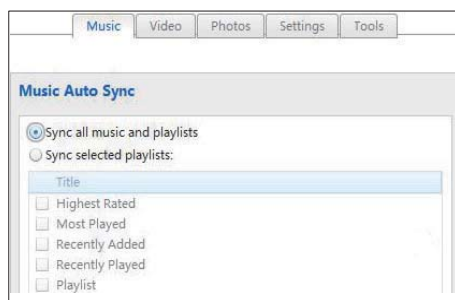 Music Video Photos Settings Tools
Music Auto Sync
Sync all music and playlists
Sync selected playlists:
Title
Highest Rated
Most Played
Recently Added
Recently Played
Playlist